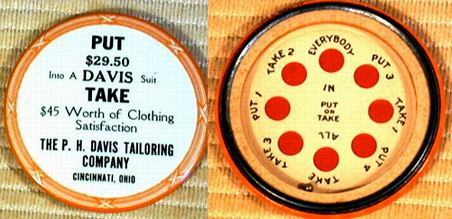 PUT
$29.50
Into A DAVIS Suit
TAKE
$45 Worth of Clothing
Satisfaction
THE P. H. DAVIS TAILORING
COMPANY
CINCINNATI, OHIO
EVERYBODY
PUT 3
TAKE 1
PUT 4
TAKE
ALL
TAKE 3
PUT 1
TAKE 2
IN
PUT
OR
TAKE